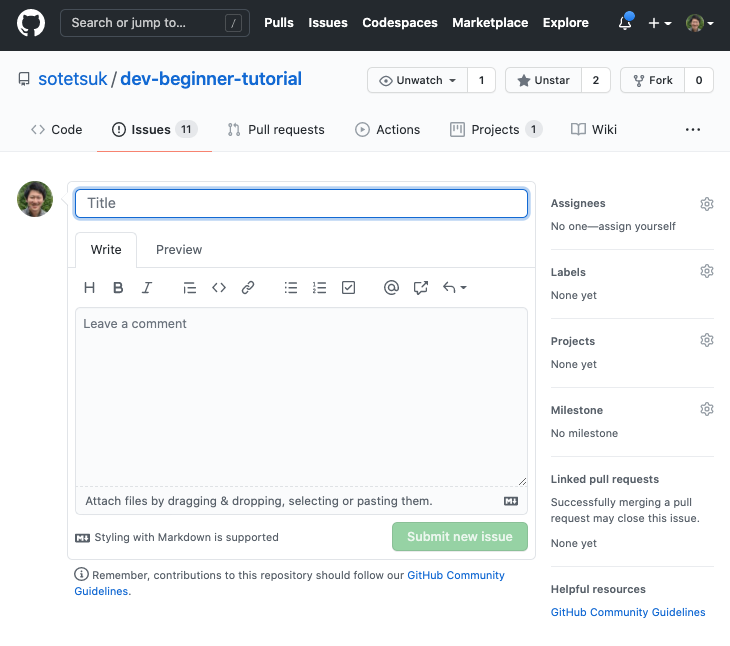 Search or jump to... /
Pulls Issues Codespaces Marketplace Explore
sotetsuk / dev-beginner-tutorial
Unwatch 1 Unstar 2 Fork 0
Code Issues 11 Pull requests Actions Projects 1 Wiki ...
Title
Write Preview
H B I
Leave a comment
Attach files by dragging & dropping, selecting or pasting them.
Styling with Markdown is supported
Submit new issue
Remember, contributions to this repository should follow our GitHub Community
Guidelines.
Assignees
No one—assign yourself
Labels
None yet
Projects
None yet
Milestone
No milestone
Linked pull requests
Successfully merging a pull
request may close this issue.
None yet
Helpful resources
GitHub Community Guidelines